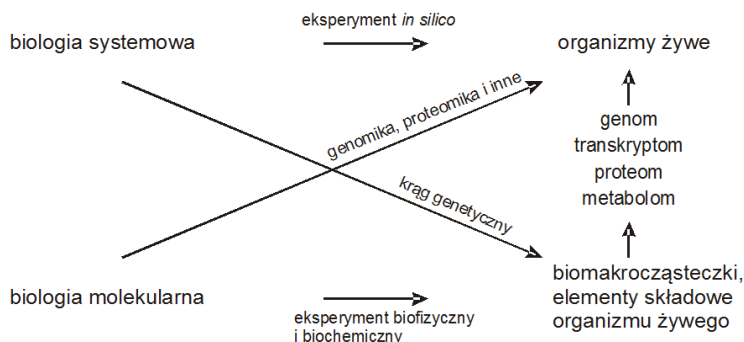 eksperyment in silico
biologia systemowa
organizmy żywe
genomika, proteomika i inne
genom
transkryptom
proteom
metabolom
krąg genetyczny
biologia molekularna
eksperyment biofizyczny
i biochemiczny
biomakrocząsteczki,
elementy składowe
organizmu żywego